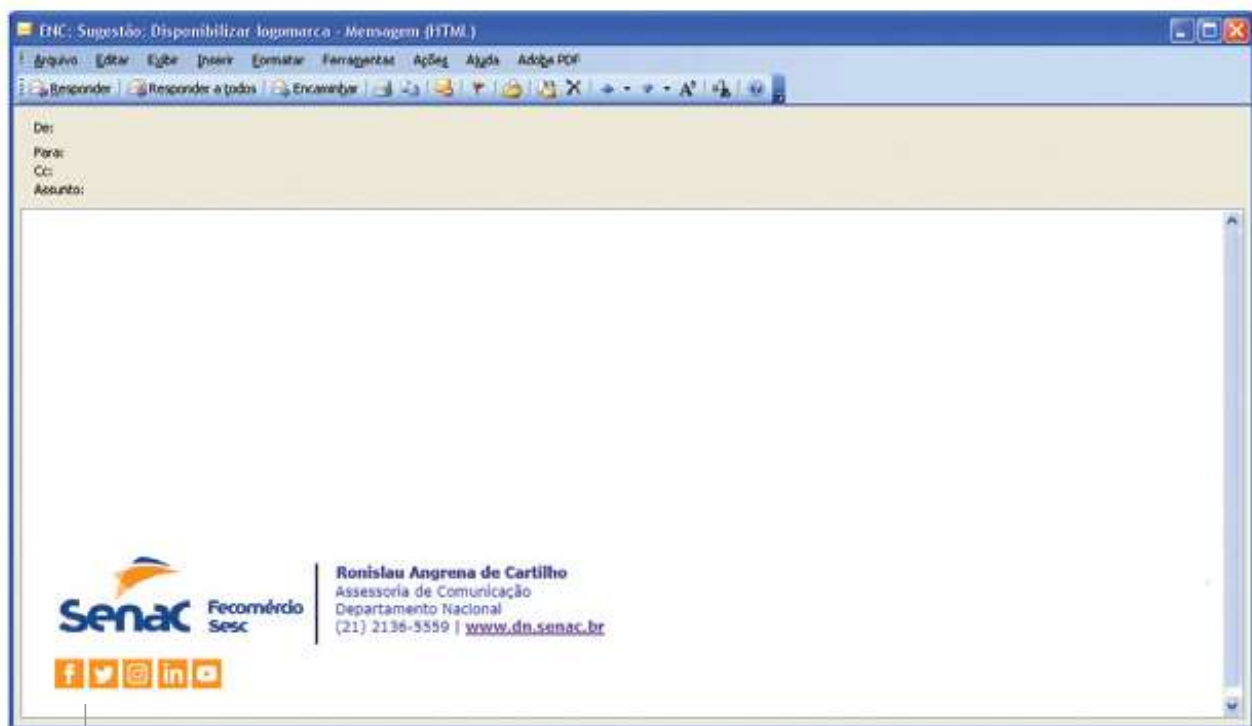 ENC: Sugestão: Disponibilizar logomarca - Mensagem (HTML)
Arquivo Editar Exibir Inserir Formatar Ferramentas Ações Ajuda Adobe PDF
Responder Responder a todos Encaminhar
De:
Para:
Cc:
Assunto:
Senac Fecomércio Sesc
Ronislau Angrena de Cartilho
Assessoria de Comunicação
Departamento Nacional
(21) 2136-5559 | www.dn.senac.br